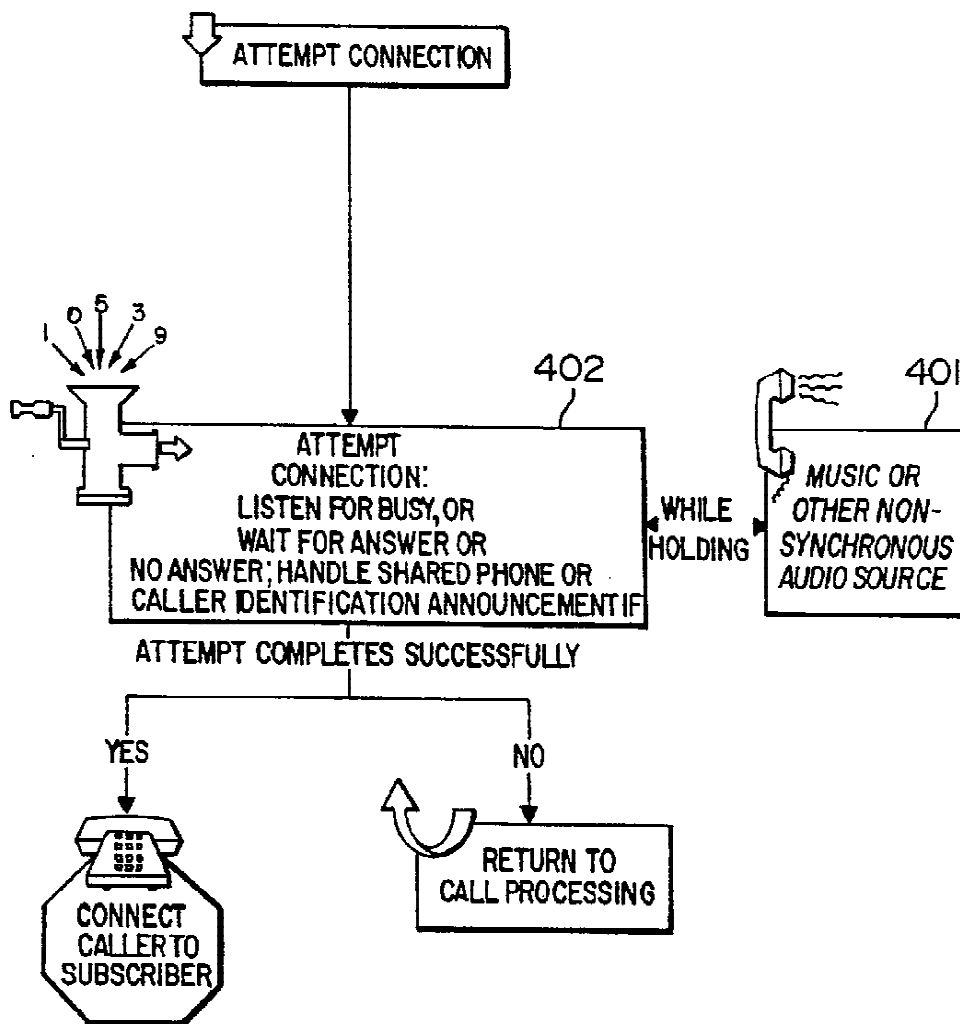 ATTEMPT CONNECTION
1 0 5 3 9
402
401
ATTEMPT
CONNECTION:
LISTEN FOR BUSY, OR
WAIT FOR ANSWER OR
NO ANSWER; HANDLE SHARED PHONE OR
CALLER IDENTIFICATION ANNOUNCEMENT IF
WHILE
HOLDING
MUSIC OR
OTHER NON-
SYNCHRONOUS
AUDIO SOURCE
ATTEMPT COMPLETES SUCCESSFULLY
YES
NO
CONNECT
CALLER TO
SUBSCRIBER
RETURN TO
CALL PROCESSING